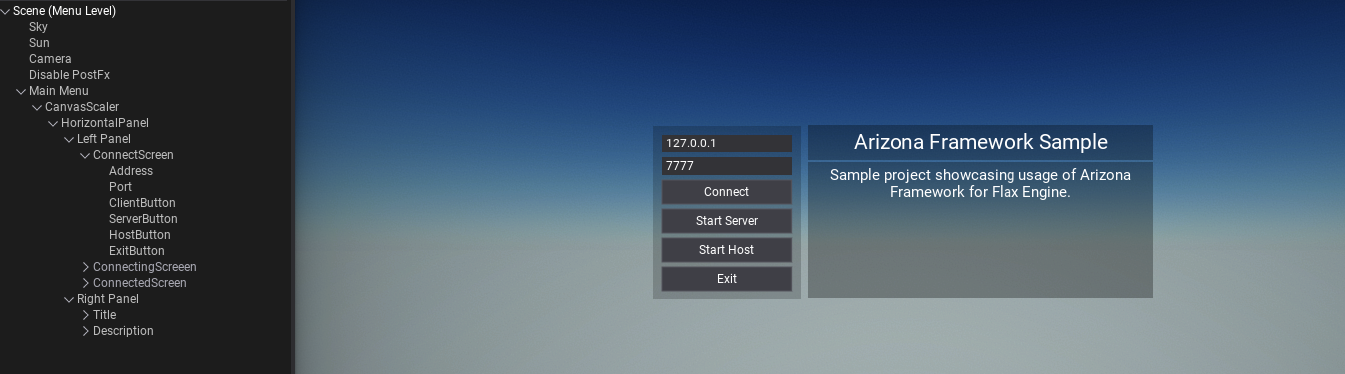 Scene (Menu Level)
Sky
Sun
Camera
Disable PostFx
Main Menu
CanvasScaler
HorizontalPanel
Left Panel
ConnectScreen
Address
Port
ClientButton
ServerButton
HostButton
ExitButton
ConnectingScreeen
ConnectedScreen
Right Panel
Title
Description
127.0.0.1
7777
Connect
Start Server
Start Host
Exit
Arizona Framework Sample
Sample project showcasing usage of Arizona
Framework for Flax Engine.